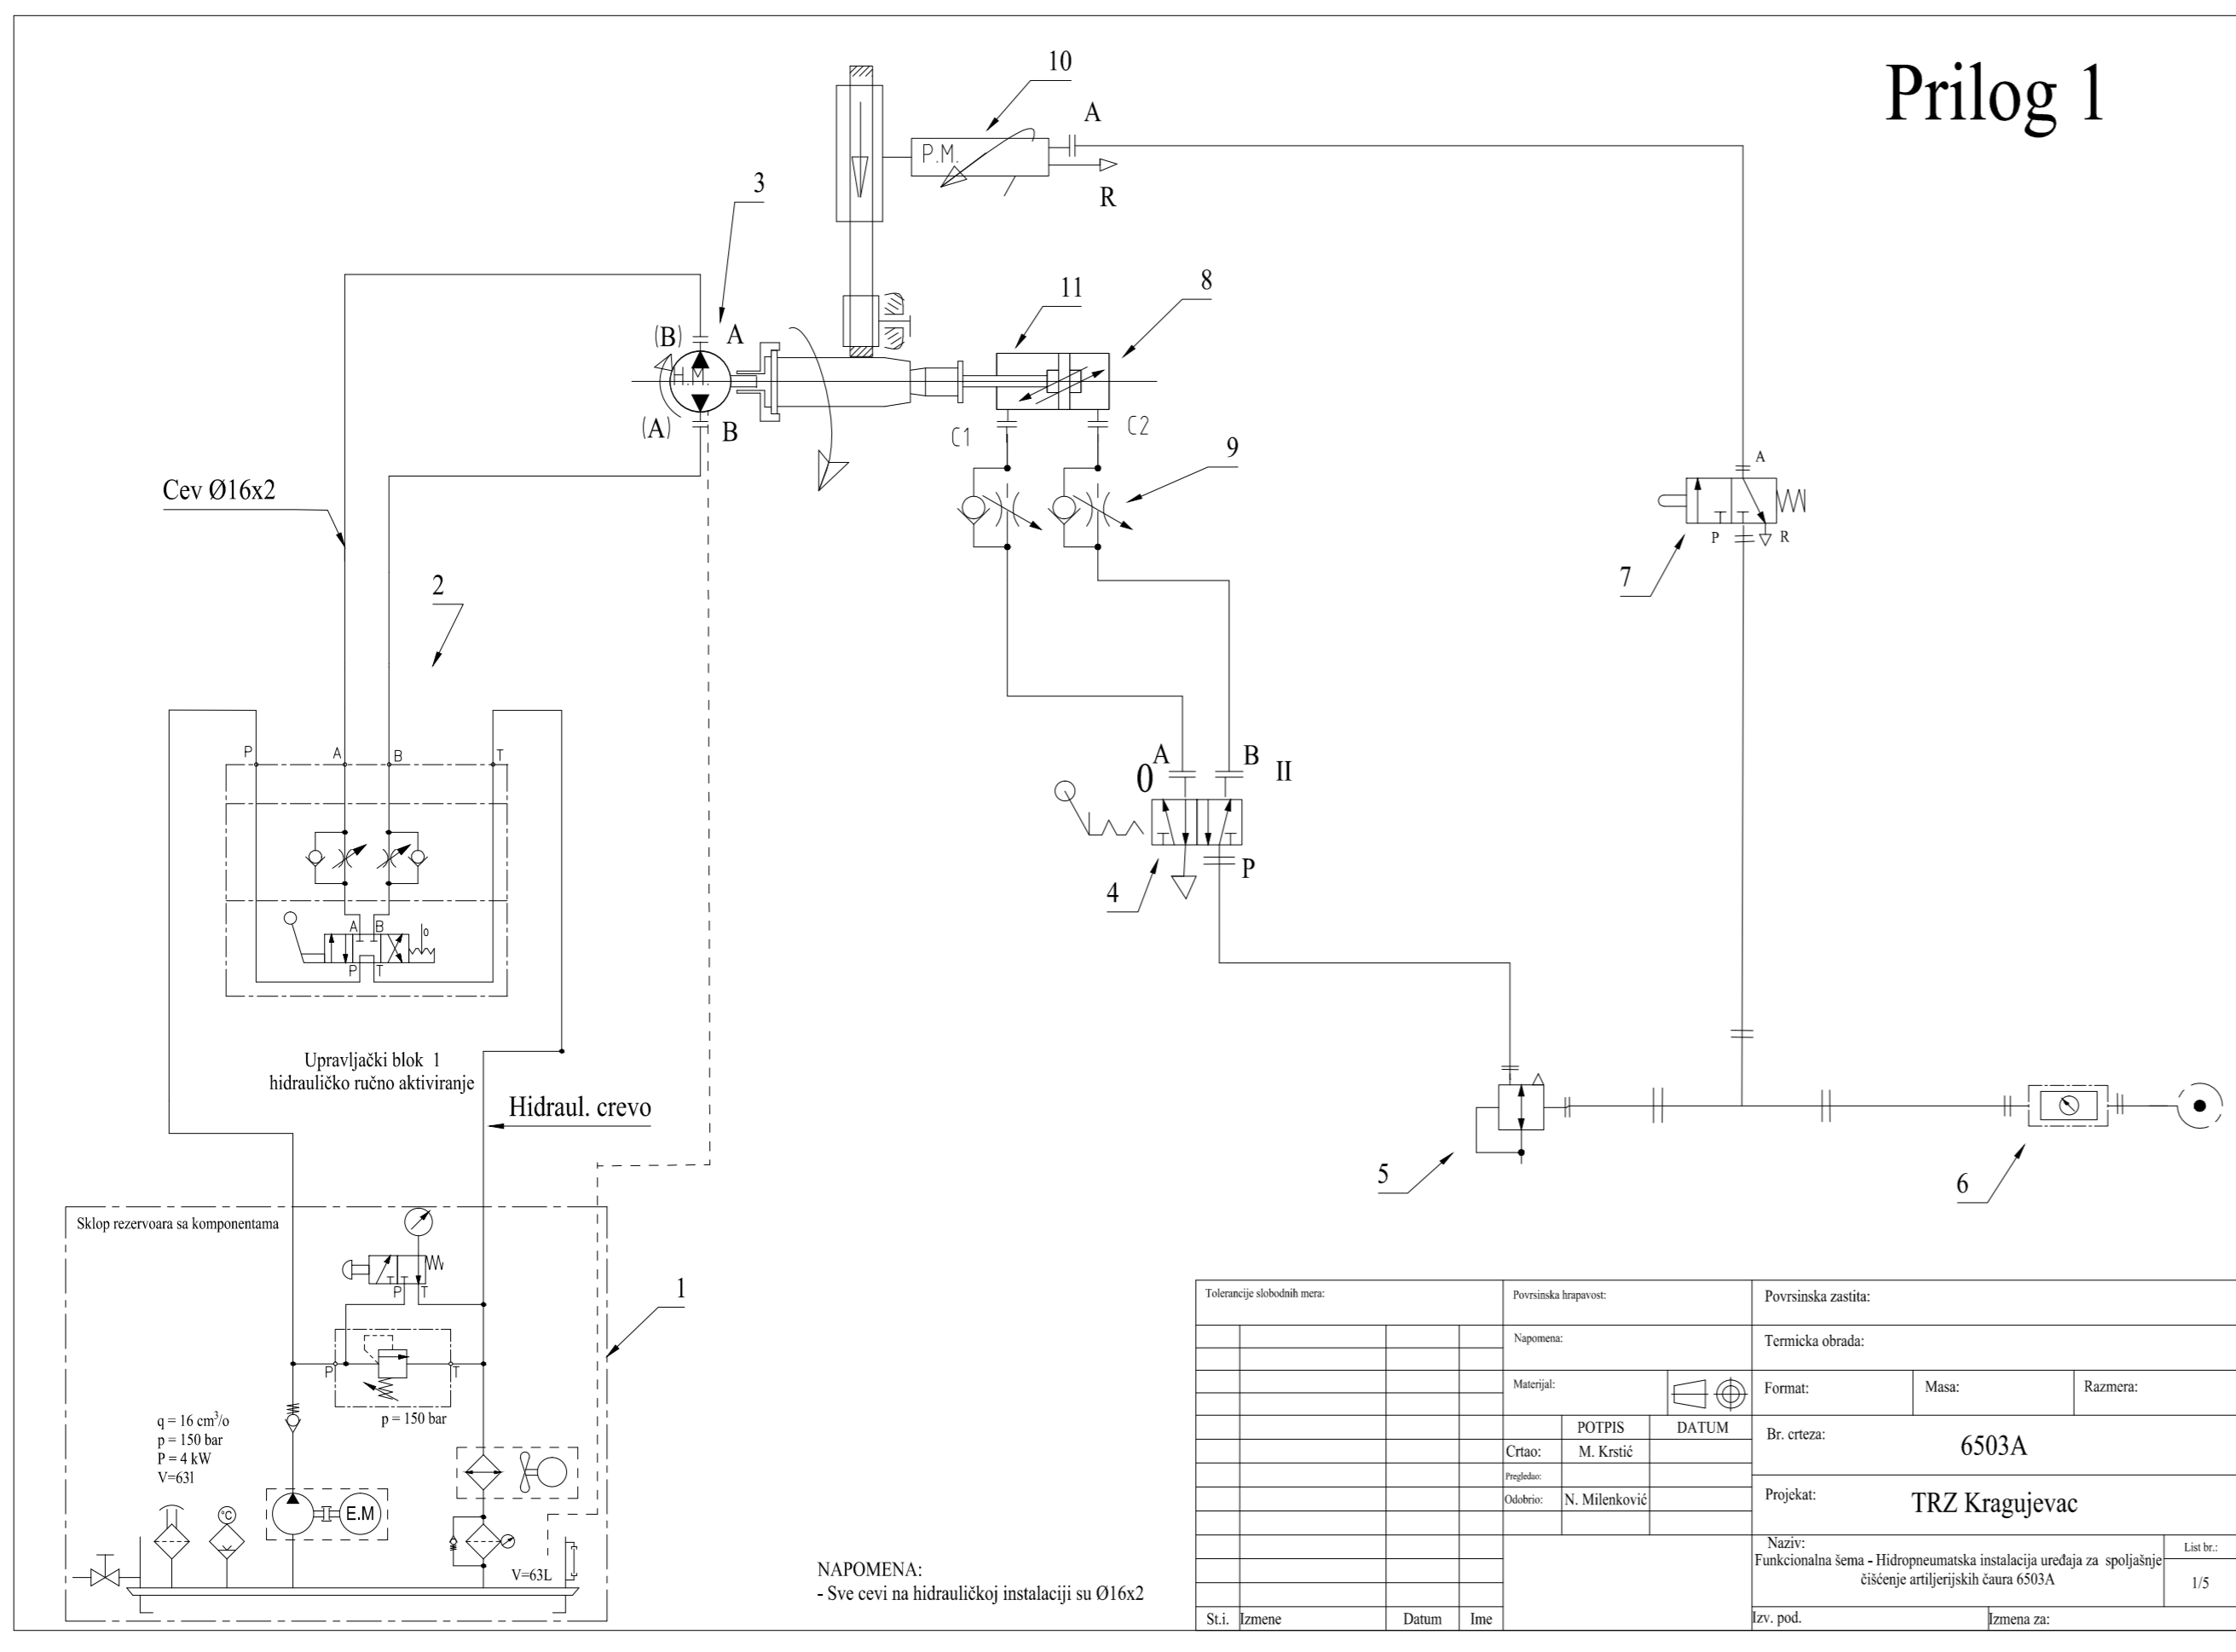 Prilog 1
10
A
P.M.
R
3
11
8
(B)
A
H.M.
(A)
B
C1
C2
9
Cev Ø16x2
A
P
R
7
2
P
A
B
T
A
B
0
II
A
B
o
P
T
4
P
Upravljački blok 1
hidrauličko ručno aktiviranje
Hidraul. crevo
5
6
Sklop rezervoara sa komponentama
P
T
1
P
T
p = 150 bar
q = 16 cm³/o
p = 150 bar
P = 4 kW
V=63l
°C
E.M
V=63L
NAPOMENA:
- Sve cevi na hidrauličkoj instalaciji su Ø16x2
Tolerancije slobodnih mera:
Povrsinska hrapavost:
Povrsinska zastita:
Napomena:
Termicka obrada:
Materijal:
Format:
Masa:
Razmera:
POTPIS
DATUM
Br. crteza:
6503A
Crtao:
M. Krstić
Pregledao:
Odobrio:
N. Milenković
Projekat:
TRZ Kragujevac
Naziv:
Funkcionalna šema - Hidropneumatska instalacija uređaja za spoljašnje
čišćenje artiljerijskih čaura 6503A
List br.:
1/5
St.i.
Izmene
Datum
Ime
Izv. pod.
Izmena za: